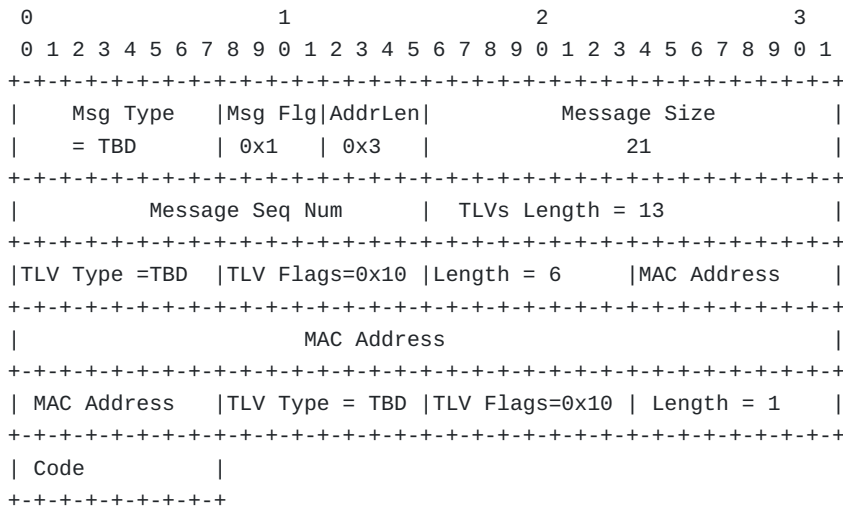 0                   1                   2                   3
0 1 2 3 4 5 6 7 8 9 0 1 2 3 4 5 6 7 8 9 0 1 2 3 4 5 6 7 8 9 0 1
+-+-+-+-+-+-+-+-+-+-+-+-+-+-+-+-+-+-+-+-+-+-+-+-+-+-+-+-+-+-+-+-+
|    Msg Type   |Msg Flg|AddrLen|          Message Size         |
|    = TBD      | 0x1   | 0x3   |               21              |
+-+-+-+-+-+-+-+-+-+-+-+-+-+-+-+-+-+-+-+-+-+-+-+-+-+-+-+-+-+-+-+-+
|          Message Seq Num      |  TLVs Length = 13             |
+-+-+-+-+-+-+-+-+-+-+-+-+-+-+-+-+-+-+-+-+-+-+-+-+-+-+-+-+-+-+-+-+
|TLV Type =TBD  |TLV Flags=0x10 |Length = 6     |MAC Address    |
+-+-+-+-+-+-+-+-+-+-+-+-+-+-+-+-+-+-+-+-+-+-+-+-+-+-+-+-+-+-+-+-+
|                      MAC Address                              |
+-+-+-+-+-+-+-+-+-+-+-+-+-+-+-+-+-+-+-+-+-+-+-+-+-+-+-+-+-+-+-+-+
| MAC Address   |TLV Type = TBD |TLV Flags=0x10 | Length = 1    |
+-+-+-+-+-+-+-+-+-+-+-+-+-+-+-+-+-+-+-+-+-+-+-+-+-+-+-+-+-+-+-+-+
| Code          |
+-+-+-+-+-+-+-+-+